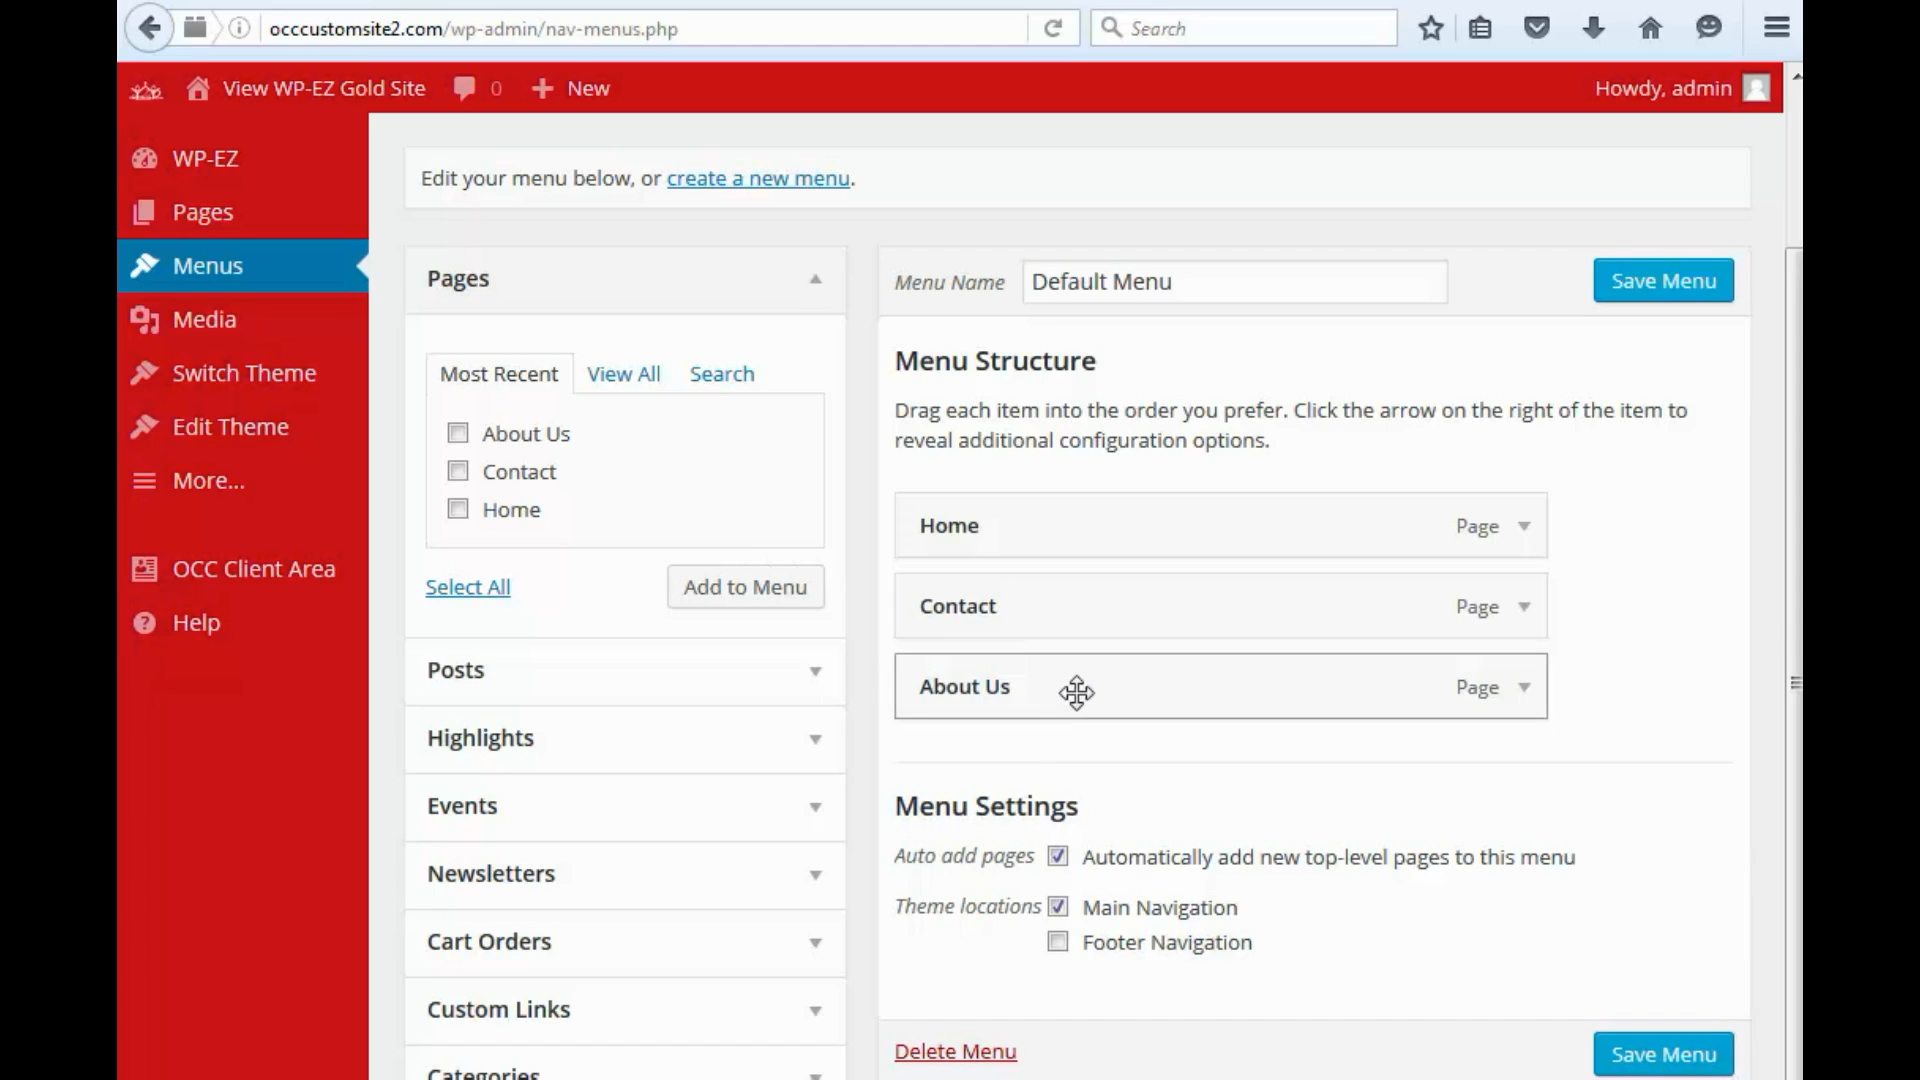 occcustomsite2.com/wp-admin/nav-menus.php
Search
View WP-EZ Gold Site
0
New
Howdy, admin
WP-EZ
Pages
Menus
Media
Switch Theme
Edit Theme
More...
OCC Client Area
Help
Edit your menu below, or create a new menu.
Pages
Most Recent
View All
Search
About Us
Contact
Home
Select All
Add to Menu
Posts
Highlights
Events
Newsletters
Cart Orders
Custom Links
Categories
Menu Name
Default Menu
Save Menu
Menu Structure
Drag each item into the order you prefer. Click the arrow on the right of the item to
reveal additional configuration options.
Home Page
Contact Page
About Us Page
Menu Settings
Auto add pages Automatically add new top-level pages to this menu
Theme locations Main Navigation
Footer Navigation
Delete Menu
Save Menu